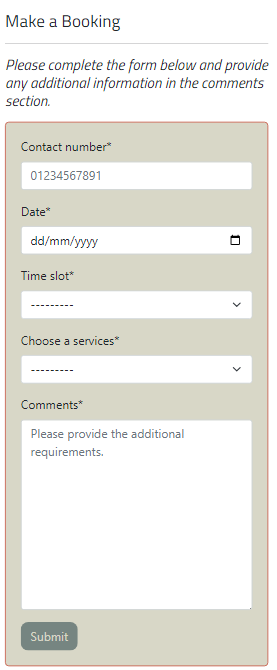 Make a Booking
Please complete the form below and provide
any additional information in the comments
section.
Contact number*
01234567891
Date*
dd/mm/yyyy
Time slot*
---------
Choose a services*
---------
Comments*
Please provide the additional
requirements.
Submit